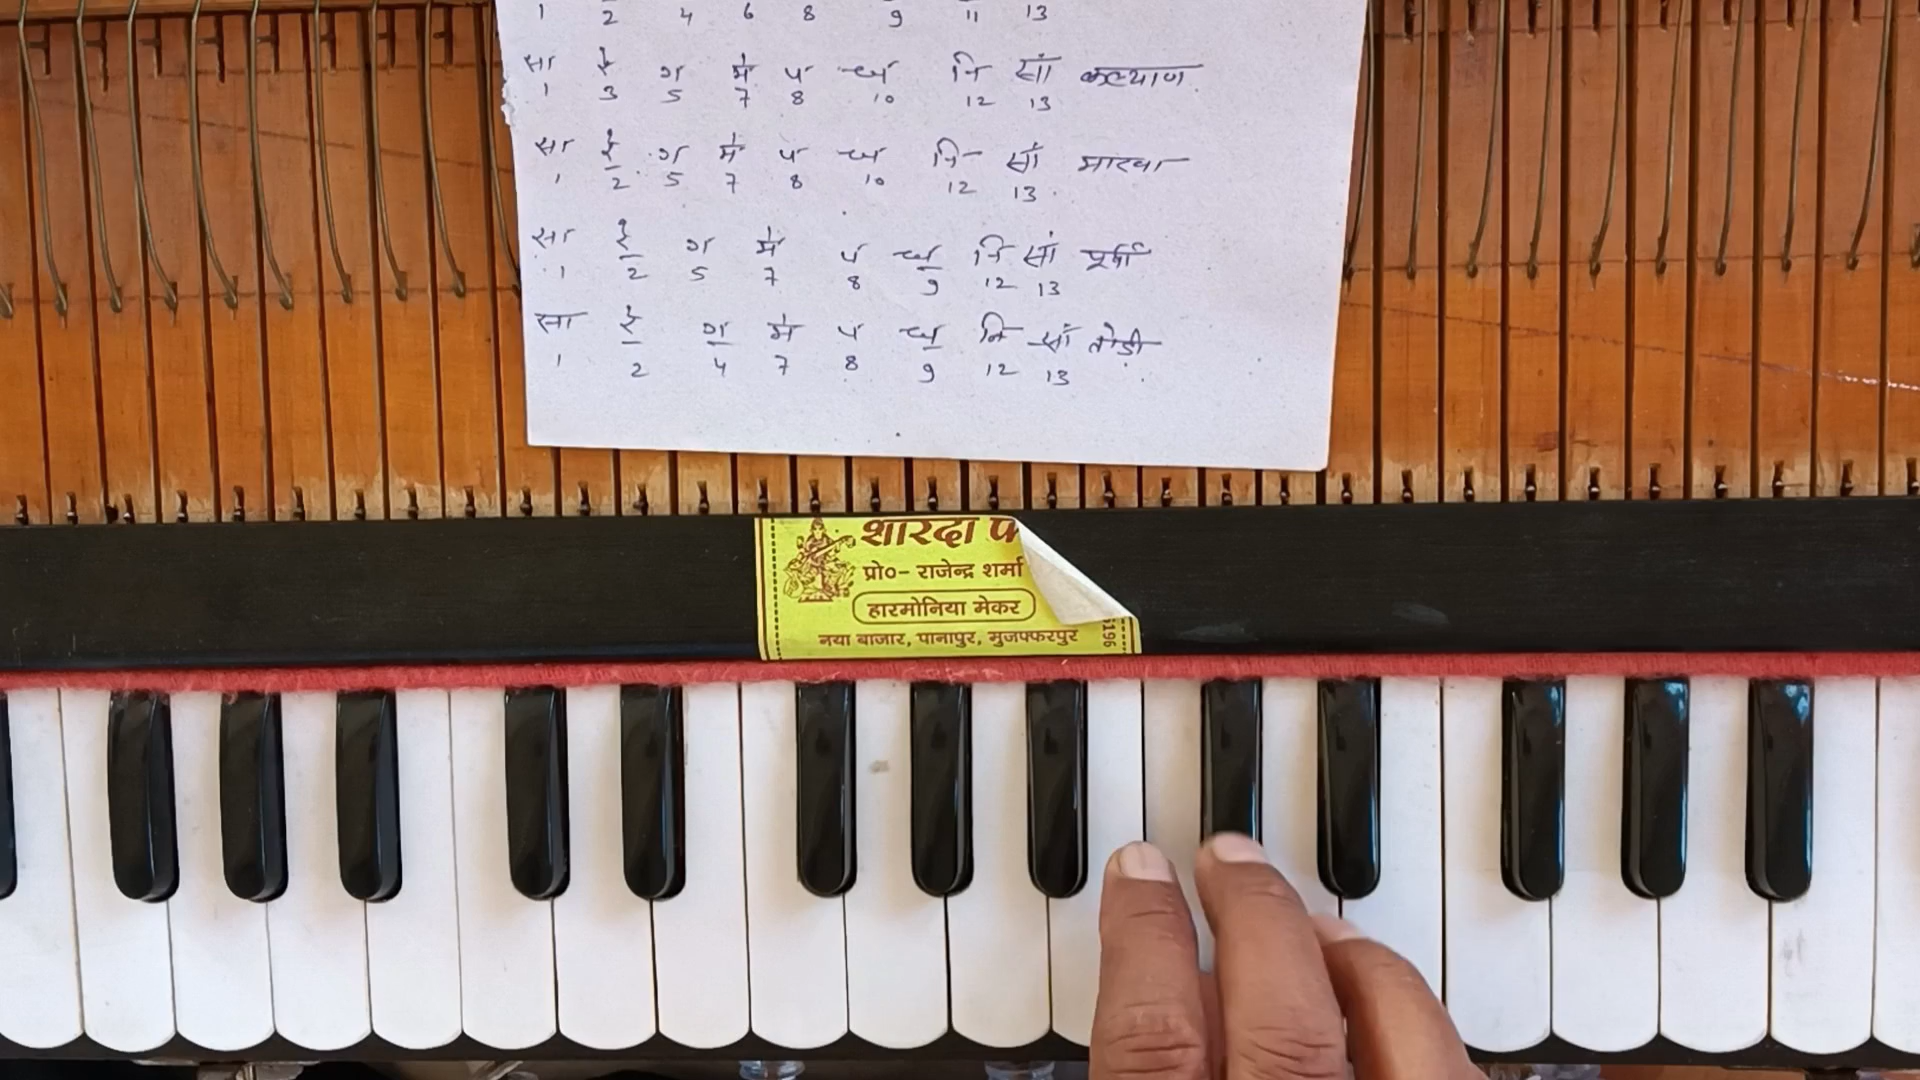 1 2 4 6 8 9 11 13
सा रे ग मे॑ प ध नि सां कल्याण
1 3 5 7 8 10 12 13
सा रे॒ ग मे॑ प ध नि सां मारवा
1 2 5 7 8 10 12 13
सा रे॒ ग मे॑ प ध॒ नि सां पूर्वी
1 2 5 7 8 9 12 13
सा रे॒ ग॒ मे॑ प ध॒ नि सां तोड़ी
1 2 4 7 8 9 12 13
शारदा
प्रो०- राजेन्द्र शर्मा
हारमोनिया मेकर
नया बाजार, पानापुर, मुजफ्फरपुर